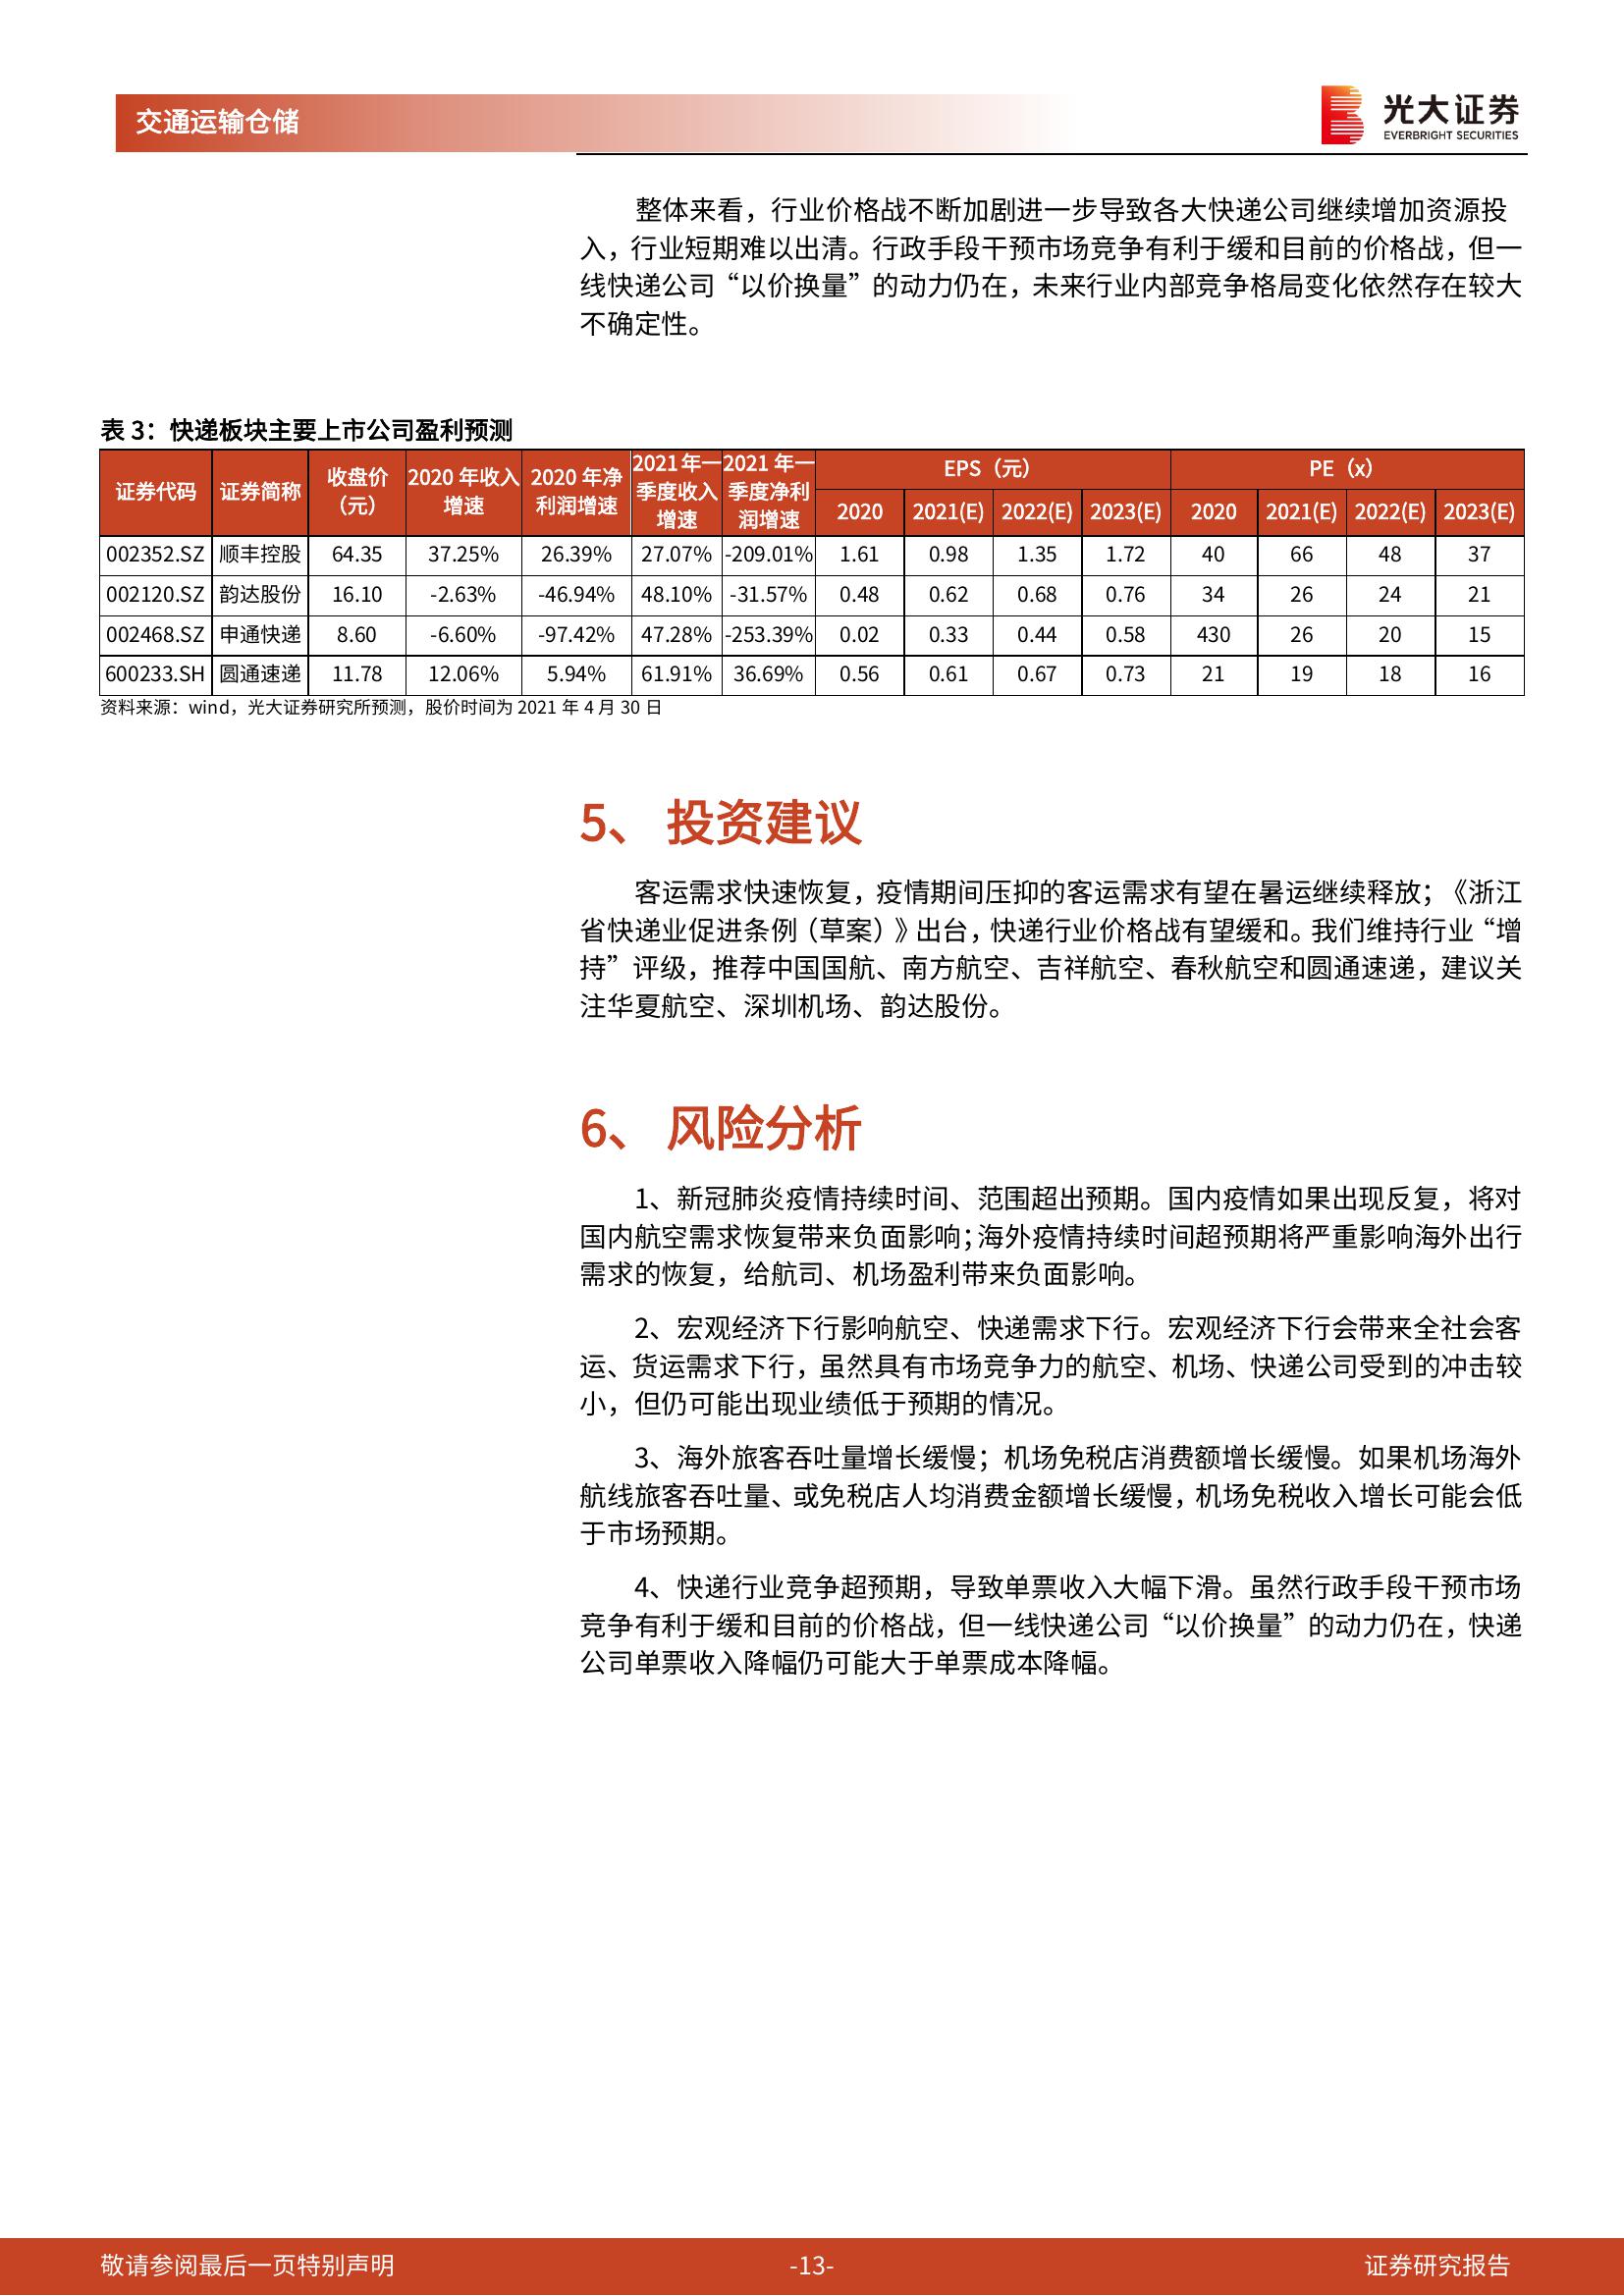 交通运输仓储
光大证券
EVERBRIGHT SECURITIES
整体来看，行业价格战不断加剧进一步导致各大快递公司继续增加资源投
入，行业短期难以出清。行政手段干预市场竞争有利于缓和目前的价格战，但一
线快递公司“以价换量”的动力仍在，未来行业内部竞争格局变化依然存在较大
不确定性。
表 3：快递板块主要上市公司盈利预测
证券代码 证券简称 收盘价（元） 2020 年收入增速 2020 年净利润增速 2021年一季度收入增速 2021 年一季度净利润增速 EPS（元） PE（x）
2020 2021(E) 2022(E) 2023(E) 2020 2021(E) 2022(E) 2023(E)
002352.SZ 顺丰控股 64.35 37.25% 26.39% 27.07% -209.01% 1.61 0.98 1.35 1.72 40 66 48 37
002120.SZ 韵达股份 16.10 -2.63% -46.94% 48.10% -31.57% 0.48 0.62 0.68 0.76 34 26 24 21
002468.SZ 申通快递 8.60 -6.60% -97.42% 47.28% -253.39% 0.02 0.33 0.44 0.58 430 26 20 15
600233.SH 圆通速递 11.78 12.06% 5.94% 61.91% 36.69% 0.56 0.61 0.67 0.73 21 19 18 16
资料来源：wind，光大证券研究所预测，股价时间为 2021 年 4 月 30 日
5、 投资建议
客运需求快速恢复，疫情期间压抑的客运需求有望在暑运继续释放；《浙江
省快递业促进条例（草案）》出台，快递行业价格战有望缓和。我们维持行业“增
持”评级，推荐中国国航、南方航空、吉祥航空、春秋航空和圆通速递，建议关
注华夏航空、深圳机场、韵达股份。
6、 风险分析
1、新冠肺炎疫情持续时间、范围超出预期。国内疫情如果出现反复，将对
国内航空需求恢复带来负面影响；海外疫情持续时间超预期将严重影响海外出行
需求的恢复，给航司、机场盈利带来负面影响。
2、宏观经济下行影响航空、快递需求下行。宏观经济下行会带来全社会客
运、货运需求下行，虽然具有市场竞争力的航空、机场、快递公司受到的冲击较
小，但仍可能出现业绩低于预期的情况。
3、海外旅客吞吐量增长缓慢；机场免税店消费额增长缓慢。如果机场海外
航线旅客吞吐量、或免税店人均消费金额增长缓慢，机场免税收入增长可能会低
于市场预期。
4、快递行业竞争超预期，导致单票收入大幅下滑。虽然行政手段干预市场
竞争有利于缓和目前的价格战，但一线快递公司“以价换量”的动力仍在，快递
公司单票收入降幅仍可能大于单票成本降幅。
敬请参阅最后一页特别声明 -13- 证券研究报告